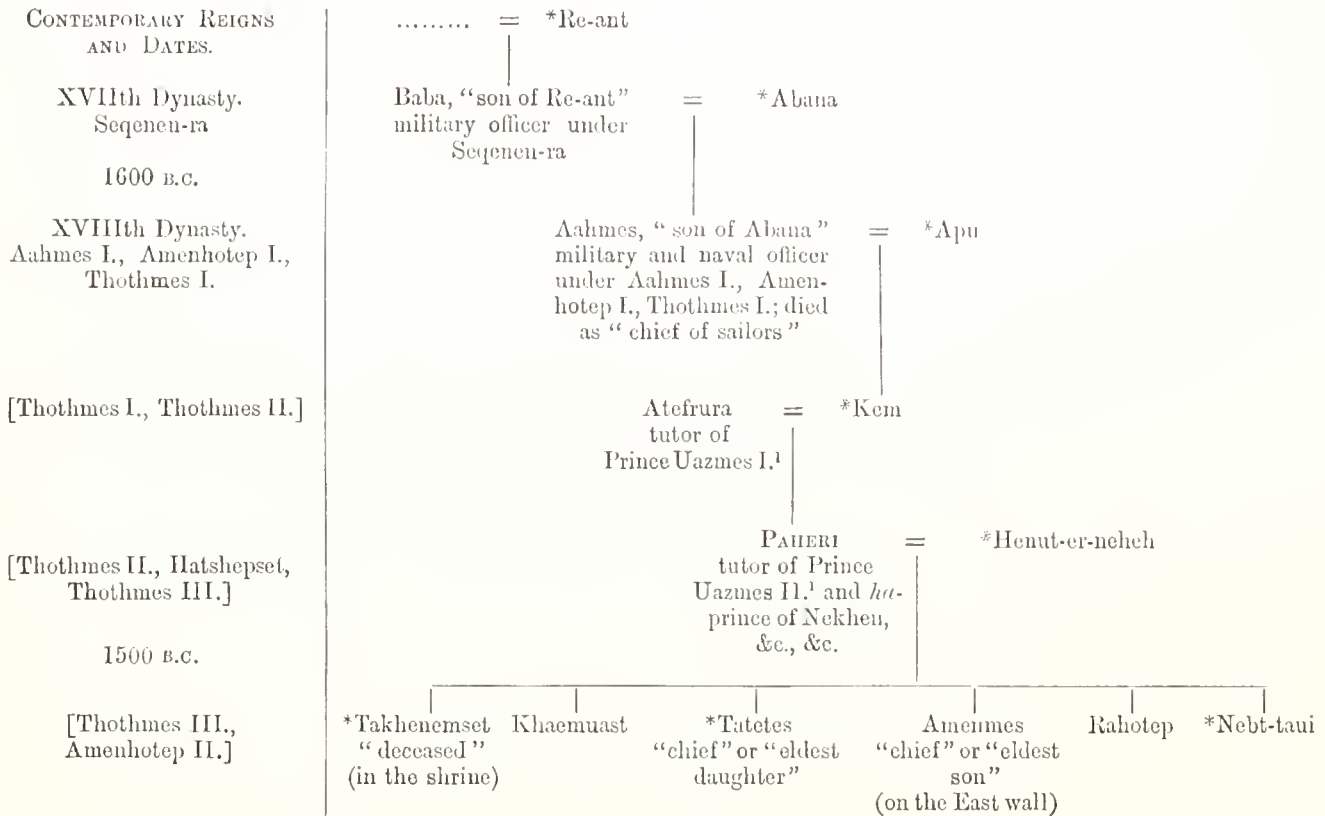 CONTEMPORARY REIGNS
AND DATES.
......... = *Re-ant
XVIIth Dynasty.
Seqenen-ra
1600 B.C.
Baba, "son of Re-ant" = *Abana
military officer under
Seqenen-ra
XVIIIth Dynasty.
Aahmes I., Amenhotep I.,
Thothmes I.
Aahmes, "son of Abana" = *Apu
military and naval officer
under Aahmes I., Amen-
hotep I., Thothmes I.; died
as "chief of sailors"
[Thothmes I., Thothmes II.]
Atefrura = *Kem
tutor of
Prince Uazmes I.¹
[Thothmes II., Hatshepset,
Thothmes III.]
1500 B.C.
PAHERI = *Henut-er-neheh
tutor of Prince
Uazmes II.¹ and ha-
prince of Nekhen,
&c., &c.
[Thothmes III.,
Amenhotep II.]
*Takhenemset
"deceased"
(in the shrine)
Khaemuast
*Tatetes
"chief" or "eldest
daughter"
Amenmes
"chief" or "eldest
son"
(on the East wall)
Rahotep
*Nebt-taui